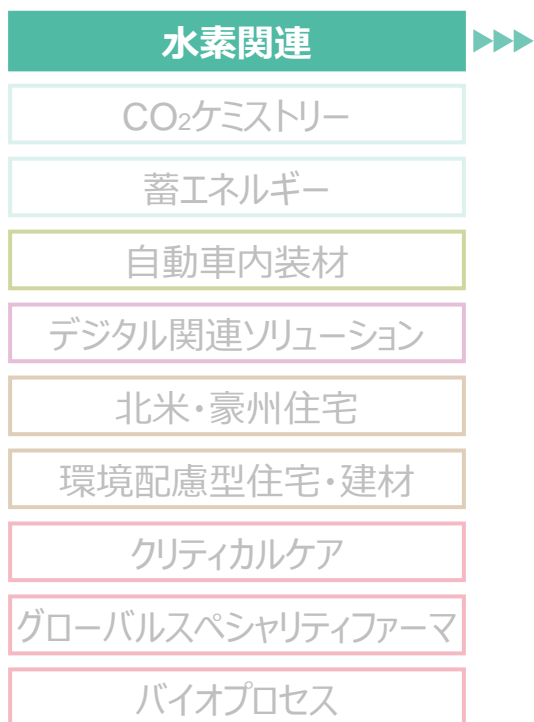 水素関連
CO₂ケミストリー
蓄エネルギー
自動車内装材
デジタル関連ソリューション
北米・豪州住宅
環境配慮型住宅・建材
クリティカルケア
グローバルスペシャリティファーマ
バイオプロセス